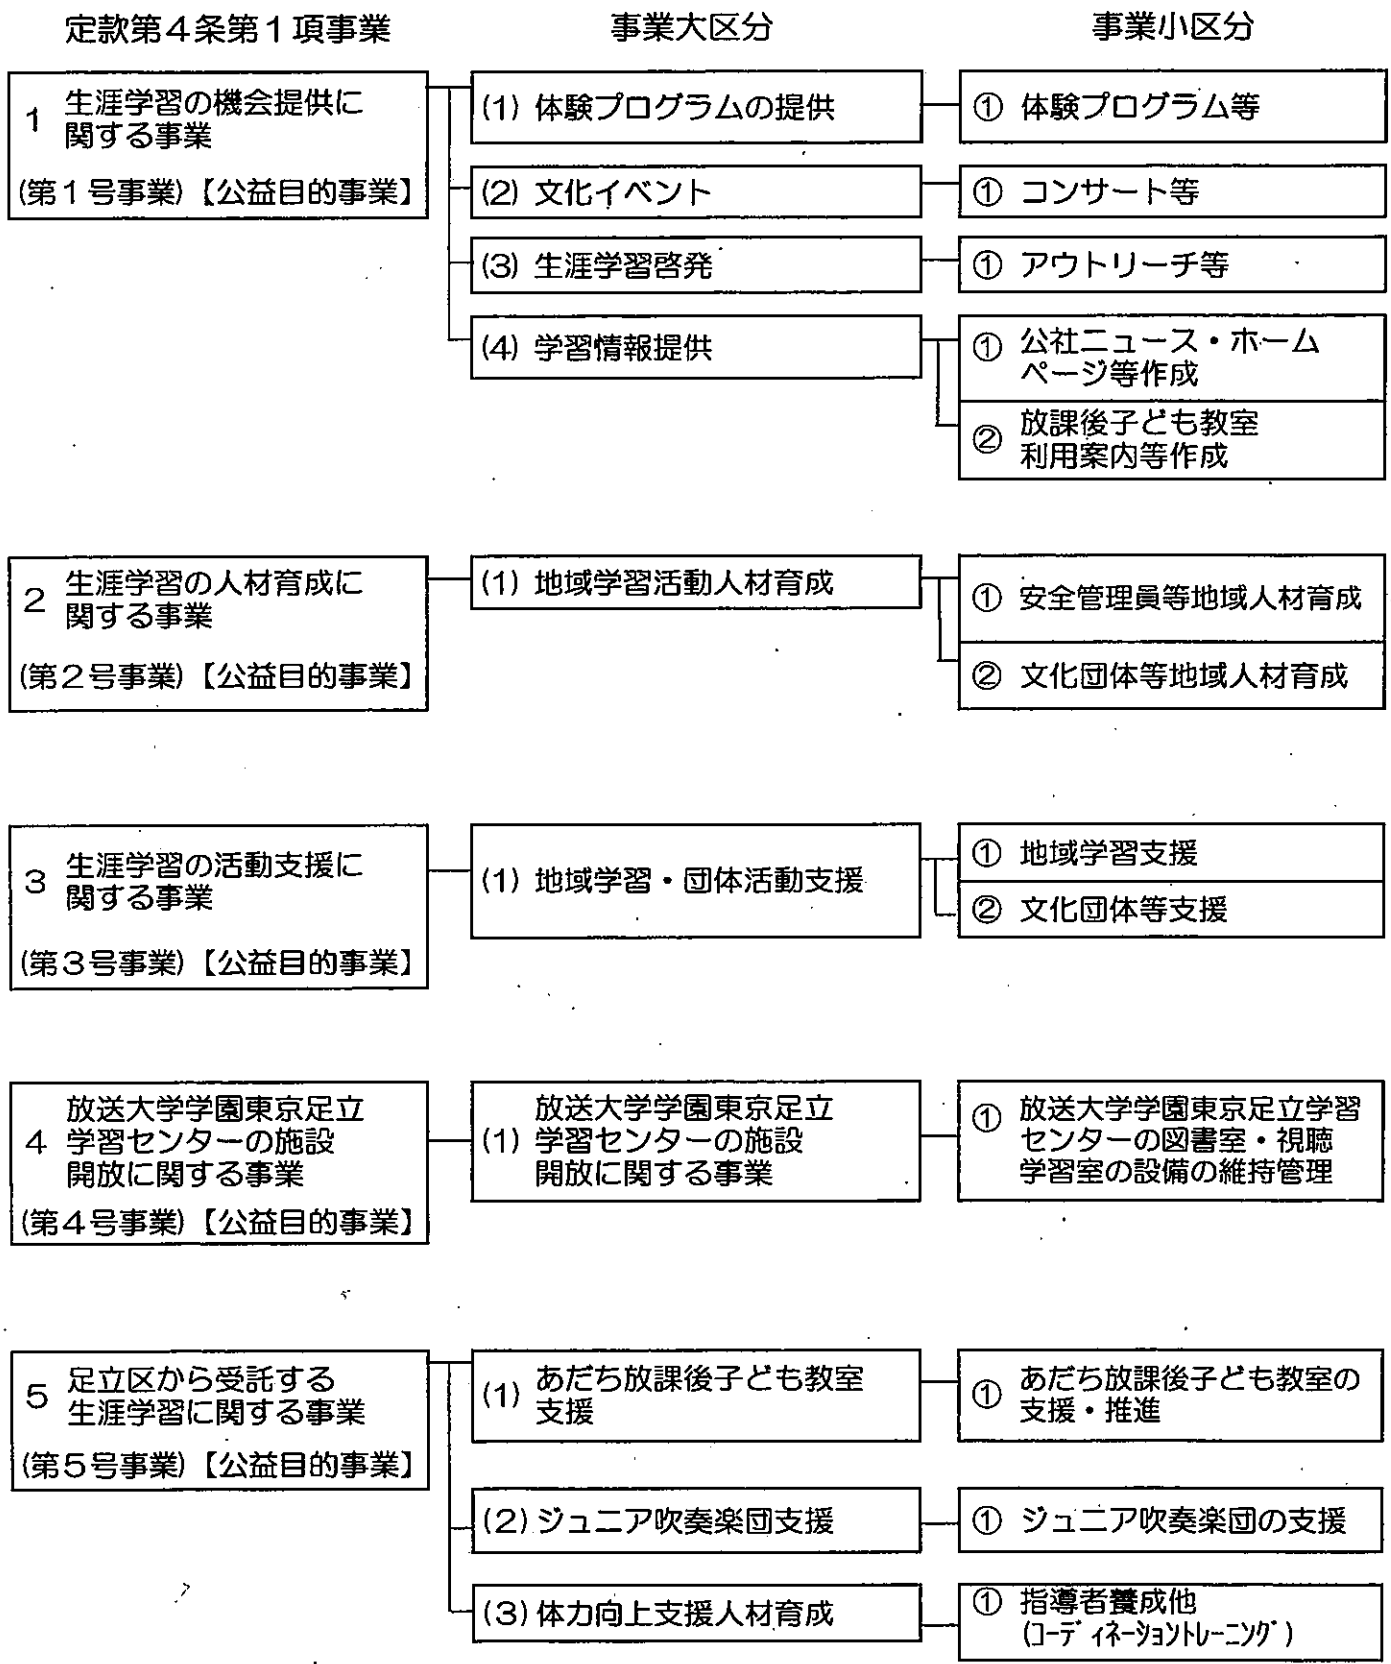 定款第4条第1項事業
事業大区分
事業小区分
1 生涯学習の機会提供に
関する事業
(第1号事業)【公益目的事業】
(1) 体験プログラムの提供
① 体験プログラム等
(2) 文化イベント
① コンサート等
(3) 生涯学習啓発
① アウトリーチ等
(4) 学習情報提供
① 公社ニュース・ホーム
ページ等作成
② 放課後子ども教室
利用案内等作成
2 生涯学習の人材育成に
関する事業
(第2号事業)【公益目的事業】
(1) 地域学習活動人材育成
① 安全管理員等地域人材育成
② 文化団体等地域人材育成
3 生涯学習の活動支援に
関する事業
(第3号事業)【公益目的事業】
(1) 地域学習・団体活動支援
① 地域学習支援
② 文化団体等支援
4 放送大学学園東京足立
学習センターの施設
開放に関する事業
(第4号事業)【公益目的事業】
(1) 放送大学学園東京足立
学習センターの施設
開放に関する事業
① 放送大学学園東京足立学習
センターの図書室・視聴
学習室の設備の維持管理
5 足立区から受託する
生涯学習に関する事業
(第5号事業)【公益目的事業】
(1) あだち放課後子ども教室
支援
① あだち放課後子ども教室の
支援・推進
(2) ジュニア吹奏楽団支援
① ジュニア吹奏楽団の支援
(3) 体力向上支援人材育成
① 指導者養成他
(ｺｰﾃﾞｨﾈｰｼｮﾝﾄﾚｰﾆﾝｸﾞ)